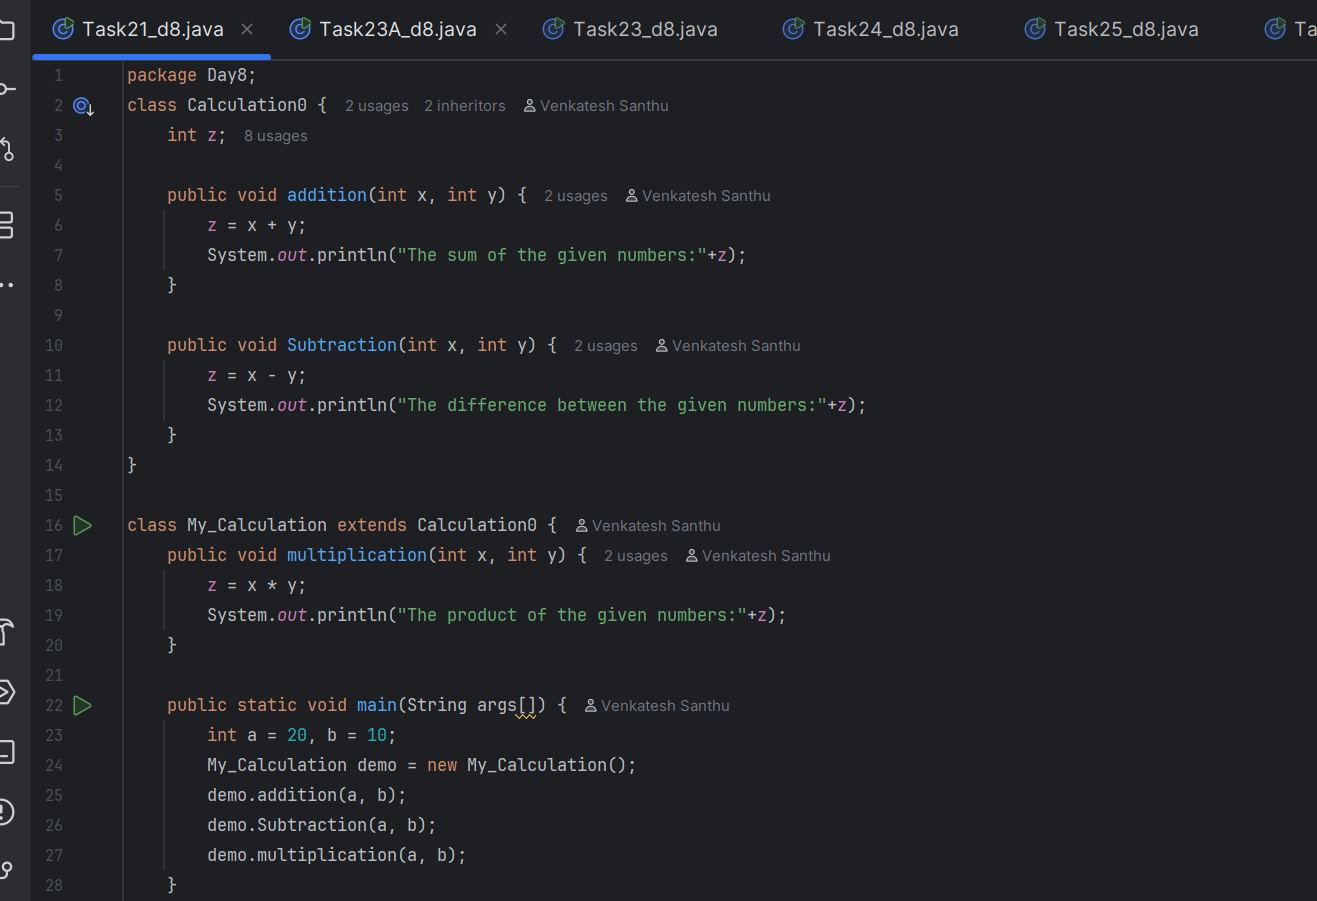 Task21_d8.java Task23A_d8.java Task23_d8.java Task24_d8.java Task25_d8.java Ta
1 package Day8;
2 class Calculation0 { 2 usages 2 inheritors Venkatesh Santhu
3 int z; 8 usages
4
5 public void addition(int x, int y) { 2 usages Venkatesh Santhu
6 z = x + y;
7 System.out.println("The sum of the given numbers:"+z);
8 }
9
10 public void Subtraction(int x, int y) { 2 usages Venkatesh Santhu
11 z = x - y;
12 System.out.println("The difference between the given numbers:"+z);
13 }
14 }
15
16 class My_Calculation extends Calculation0 { Venkatesh Santhu
17 public void multiplication(int x, int y) { 2 usages Venkatesh Santhu
18 z = x * y;
19 System.out.println("The product of the given numbers:"+z);
20 }
21
22 public static void main(String args[]) { Venkatesh Santhu
23 int a = 20, b = 10;
24 My_Calculation demo = new My_Calculation();
25 demo.addition(a, b);
26 demo.Subtraction(a, b);
27 demo.multiplication(a, b);
28 }